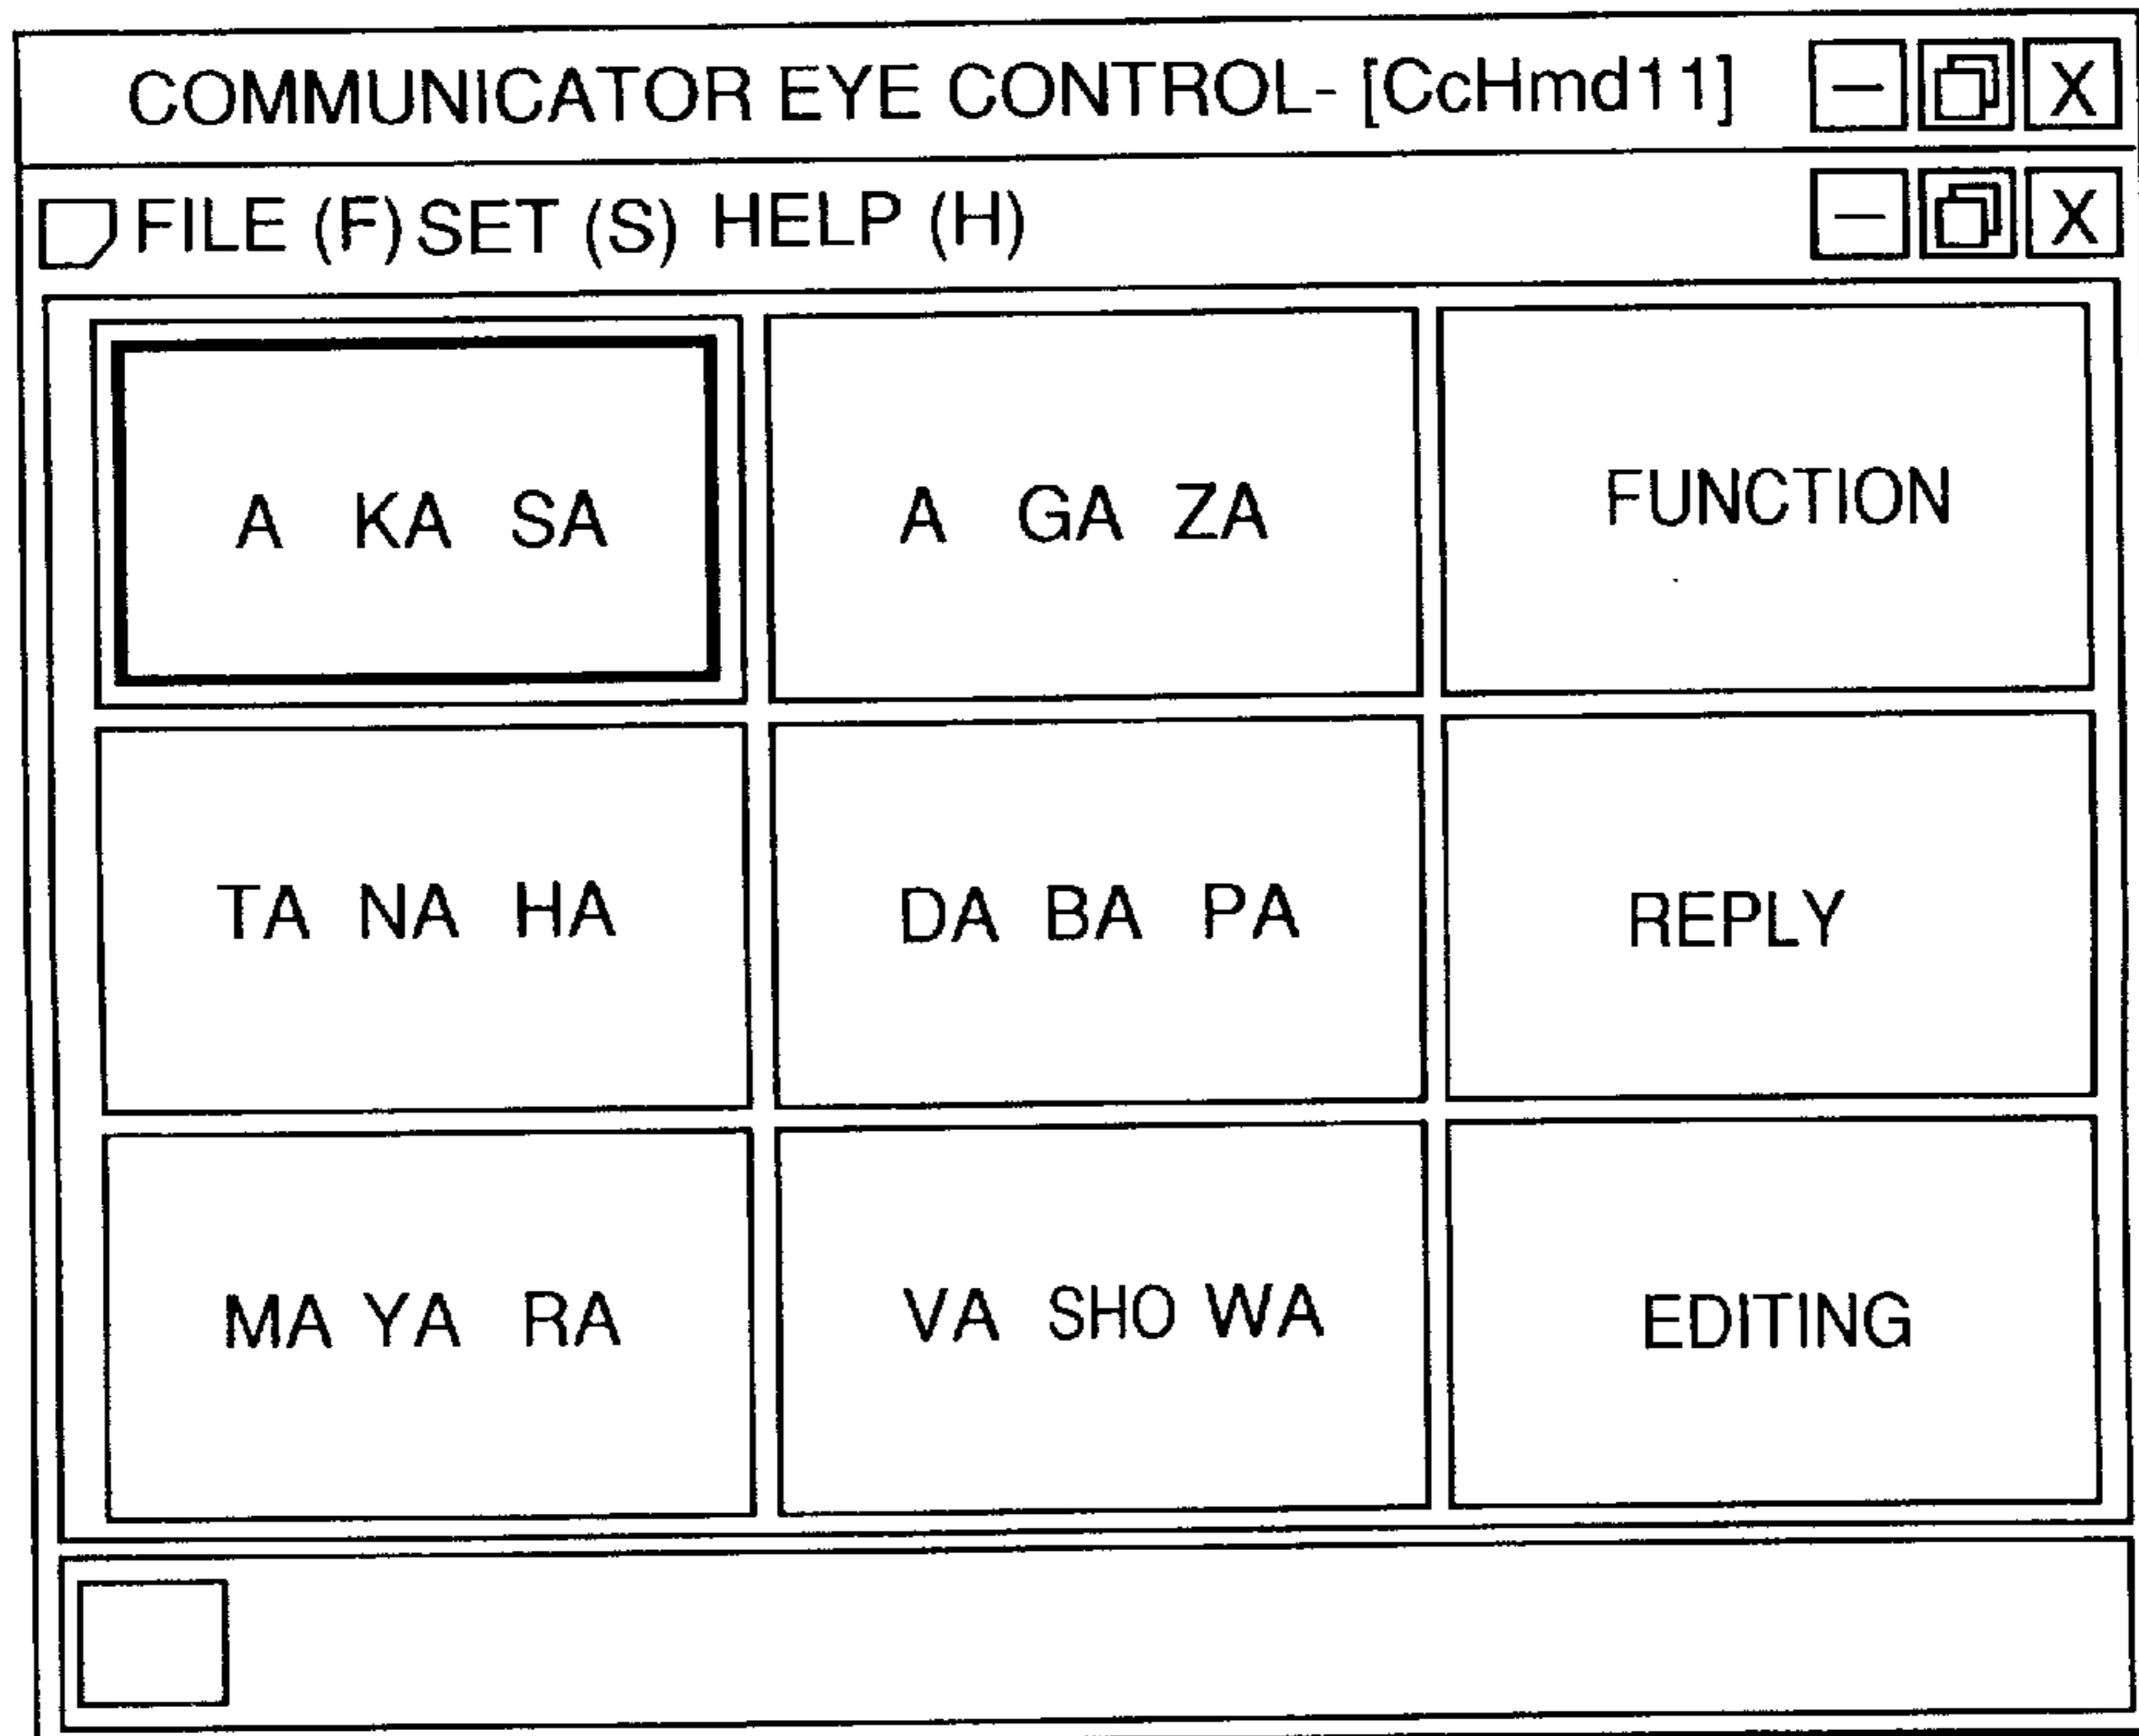 COMMUNICATOR EYE CONTROL- [CcHmd11] — X
FILE (F) SET (S) HELP (H) — X
A KA SA A GA ZA FUNCTION
TA NA HA DA BA PA REPLY
MA YA RA VA SHO WA EDITING